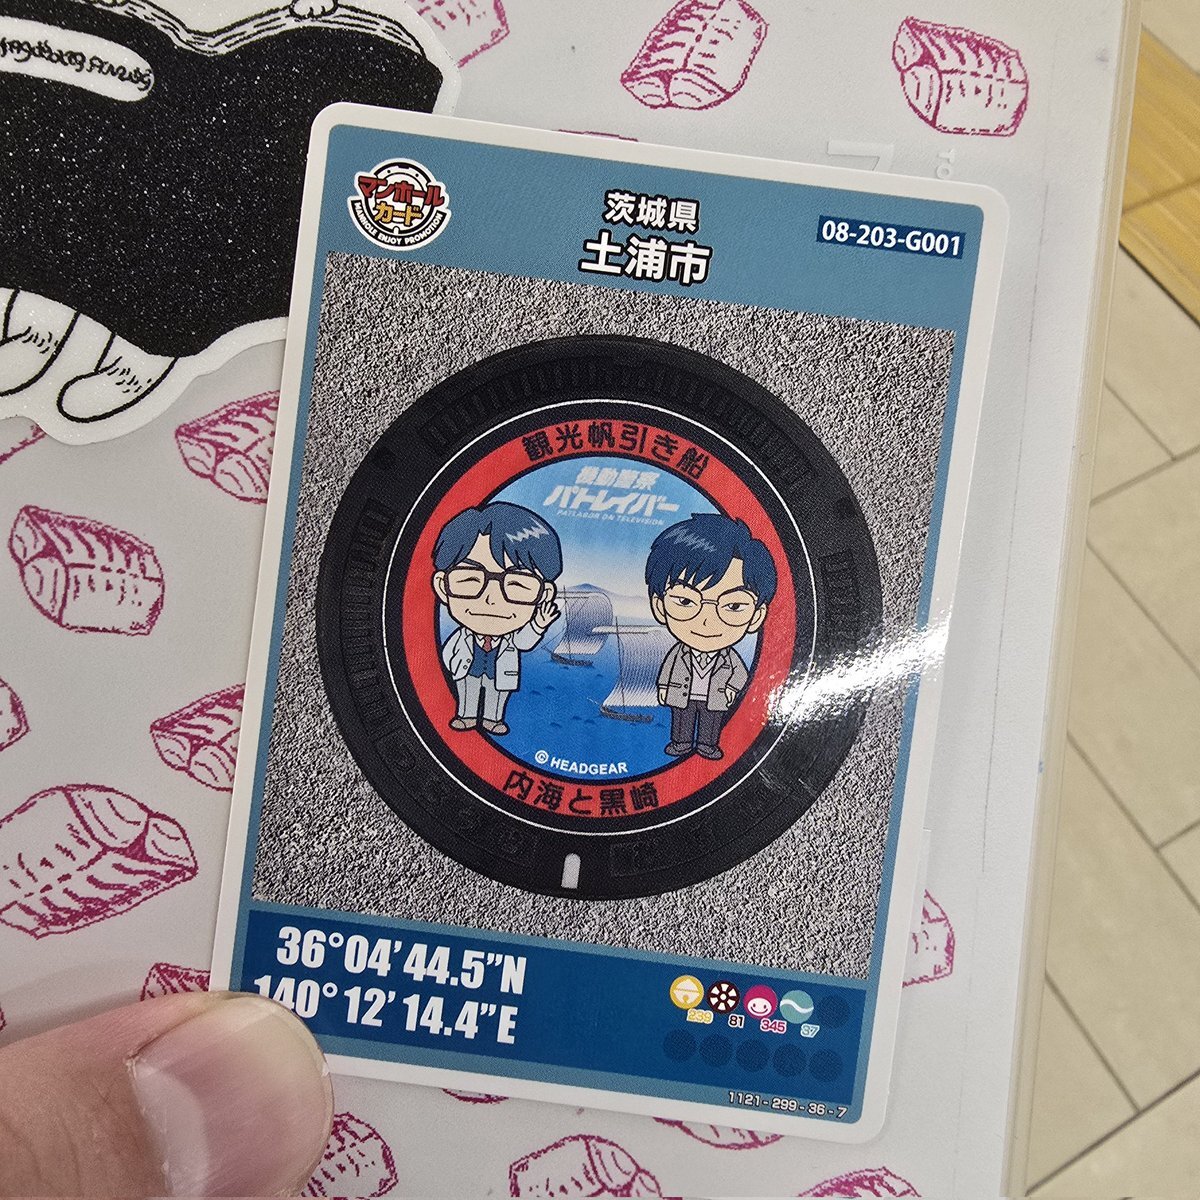 マンホール
カード
MANHOLE ENJOY PROMOTION
茨城県
土浦市
08-203-G001
観光帆引き船
機動警察
パトレイバー
PATLABOR ON TELEVISION
©HEADGEAR
内海と黒崎
36°04'44.5"N
140°12'14.4"E
239
81
345
37
1121-299-36-7